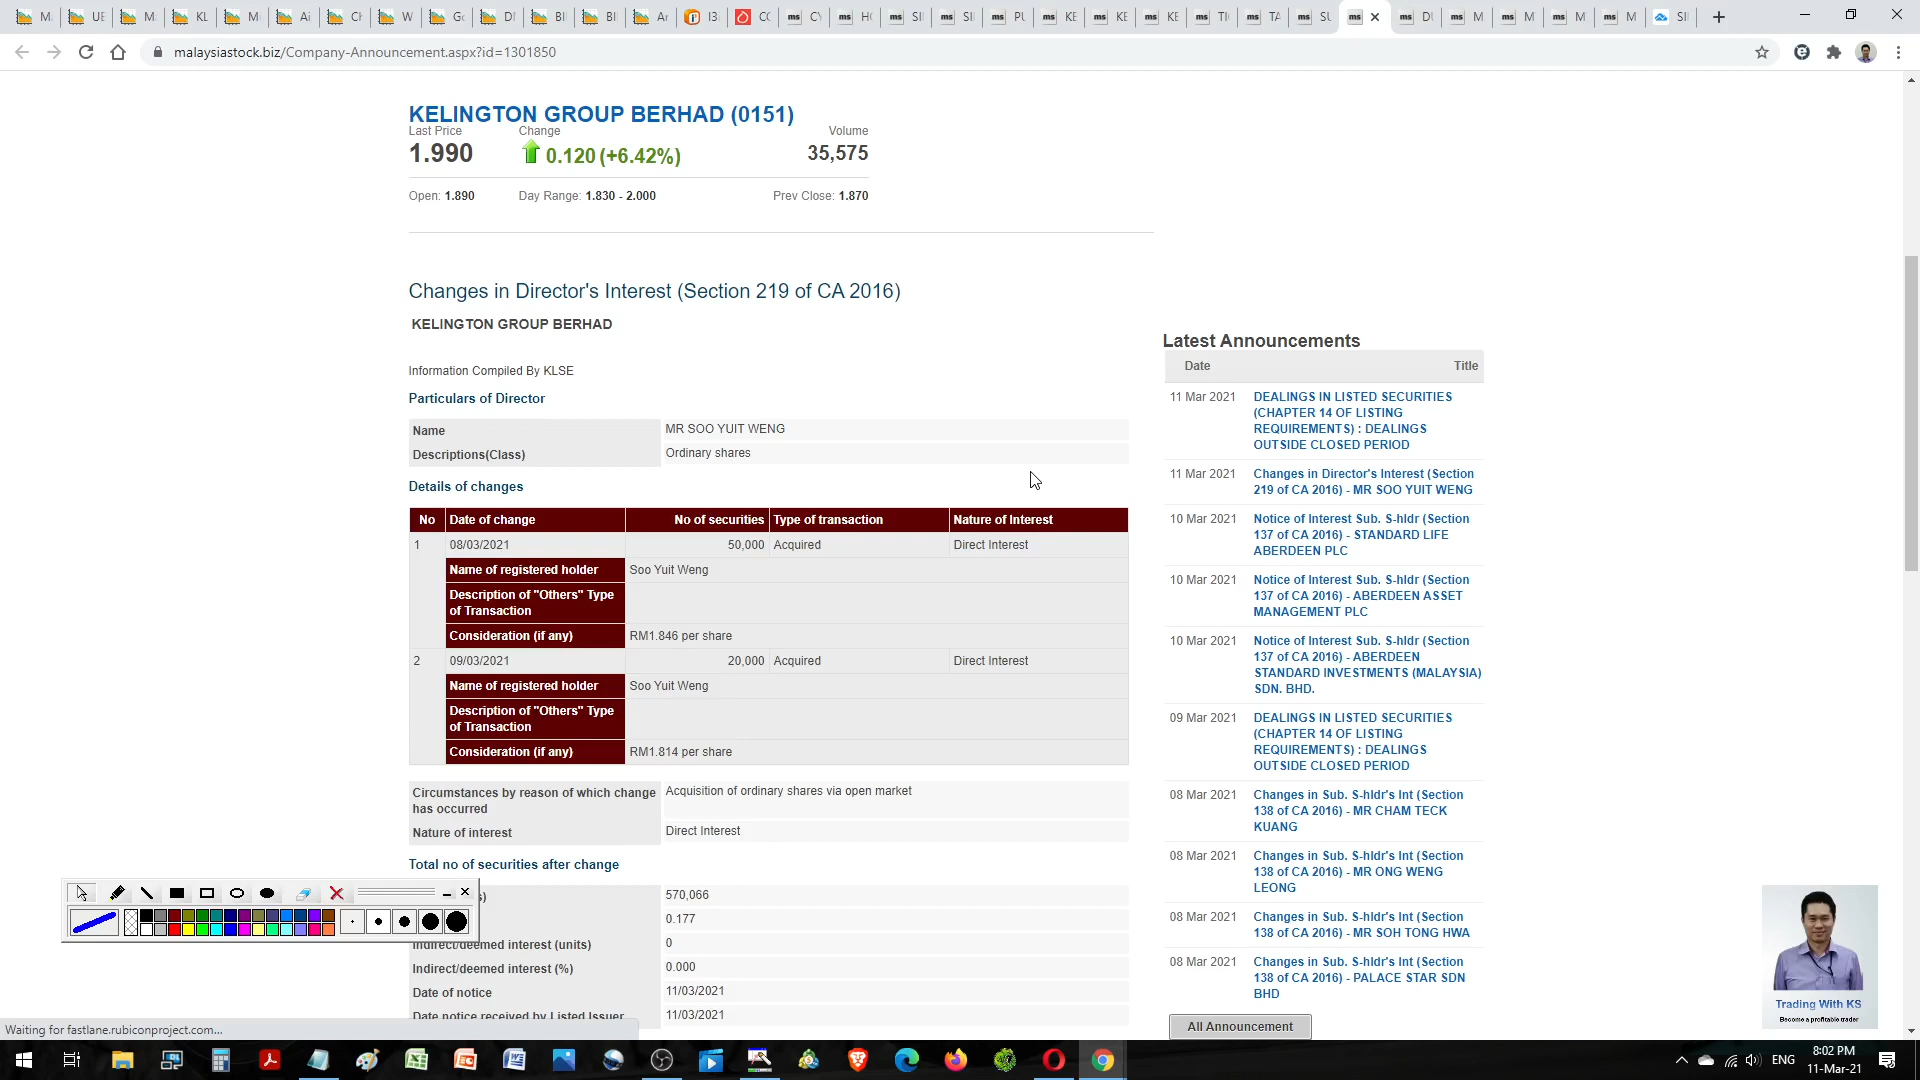 malaysiastock.biz/Company-Announcement.aspx?id=1301850
KELINGTON GROUP BERHAD (0151)
Last Price
Change
Volume
1.990
0.120 (+6.42%)
35,575
Open: 1.890
Day Range: 1.830 - 2.000
Prev Close: 1.870
Changes in Director's Interest (Section 219 of CA 2016)
KELINGTON GROUP BERHAD
Information Compiled By KLSE
Particulars of Director
Name
MR SOO YUIT WENG
Descriptions(Class)
Ordinary shares
Details of changes
No Date of change No of securities Type of transaction Nature of Interest
1 08/03/2021 50,000 Acquired Direct Interest
Name of registered holder Soo Yuit Weng
Description of "Others" Type
of Transaction
Consideration (if any) RM1.846 per share
2 09/03/2021 20,000 Acquired Direct Interest
Name of registered holder Soo Yuit Weng
Description of "Others" Type
of Transaction
Consideration (if any) RM1.814 per share
Circumstances by reason of which change
has occurred
Acquisition of ordinary shares via open market
Nature of interest
Direct Interest
Total no of securities after change
570,066
0.177
Indirect/deemed interest (units)
0
Indirect/deemed interest (%)
0.000
Date of notice
11/03/2021
Date notice received by Listed Issuer
11/03/2021
Latest Announcements
Date Title
11 Mar 2021 DEALINGS IN LISTED SECURITIES
(CHAPTER 14 OF LISTING
REQUIREMENTS) : DEALINGS
OUTSIDE CLOSED PERIOD
11 Mar 2021 Changes in Director's Interest (Section
219 of CA 2016) - MR SOO YUIT WENG
10 Mar 2021 Notice of Interest Sub. S-hldr (Section
137 of CA 2016) - STANDARD LIFE
ABERDEEN PLC
10 Mar 2021 Notice of Interest Sub. S-hldr (Section
137 of CA 2016) - ABERDEEN ASSET
MANAGEMENT PLC
10 Mar 2021 Notice of Interest Sub. S-hldr (Section
137 of CA 2016) - ABERDEEN
STANDARD INVESTMENTS (MALAYSIA)
SDN. BHD.
09 Mar 2021 DEALINGS IN LISTED SECURITIES
(CHAPTER 14 OF LISTING
REQUIREMENTS) : DEALINGS
OUTSIDE CLOSED PERIOD
08 Mar 2021 Changes in Sub. S-hldr's Int (Section
138 of CA 2016) - MR CHAM TECK
KUANG
08 Mar 2021 Changes in Sub. S-hldr's Int (Section
138 of CA 2016) - MR ONG WENG
LEONG
08 Mar 2021 Changes in Sub. S-hldr's Int (Section
138 of CA 2016) - MR SOH TONG HWA
08 Mar 2021 Changes in Sub. S-hldr's Int (Section
138 of CA 2016) - PALACE STAR SDN
BHD
All Announcement
Trading With KS
Become a profitable trader
Waiting for fastlane.rubiconproject.com...
ENG
8:02 PM
11-Mar-21